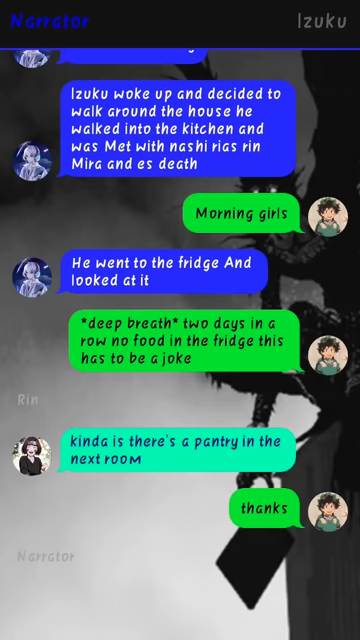 Narrator Izuku
Izuku woke up and decided to
walk around the house he
walked into the kitchen and
was Met with nashi rias rin
Mira and es death
Morning girls
He went to the fridge And
looked at it
*deep breath* two days in a
row no food in the fridge this
has to be a joke
Rin
kinda is there's a pantry in the
next room
thanks
Narrator